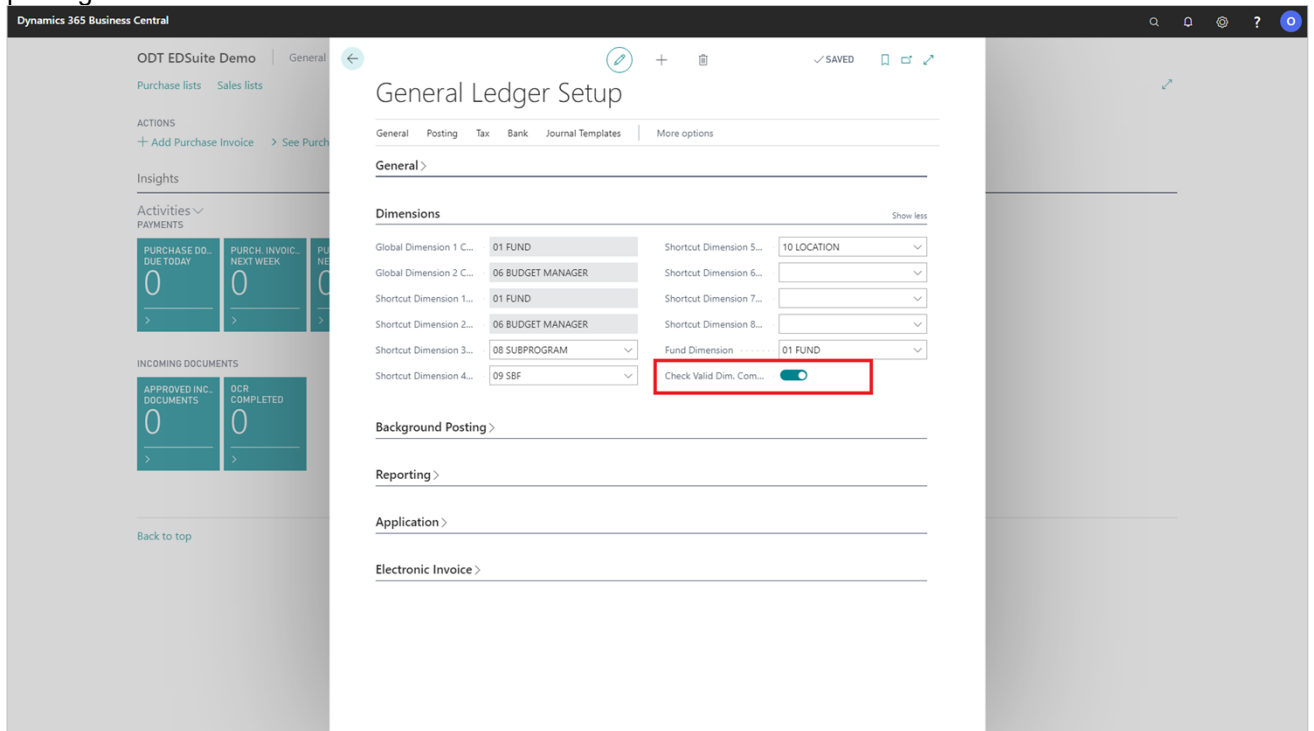 Dynamics 365 Business Central
?
O
ODT EDSuite Demo
General
Purchase lists
Sales lists
ACTIONS
+ Add Purchase Invoice
> See Purch
Insights
Activities
PAYMENTS
PURCHASE DO... DUE TODAY
0
PURCH. INVOIC... NEXT WEEK
0
INCOMING DOCUMENTS
APPROVED INC... DOCUMENTS
0
OCR COMPLETED
0
Back to top
✓ SAVED
General Ledger Setup
General
Posting
Tax
Bank
Journal Templates
More options
General >
Dimensions
Show less
Global Dimension 1 C...
01 FUND
Global Dimension 2 C...
06 BUDGET MANAGER
Shortcut Dimension 1...
01 FUND
Shortcut Dimension 2...
06 BUDGET MANAGER
Shortcut Dimension 3...
08 SUBPROGRAM
Shortcut Dimension 4...
09 SBF
Shortcut Dimension 5...
10 LOCATION
Shortcut Dimension 6...
Shortcut Dimension 7...
Shortcut Dimension 8...
Fund Dimension
01 FUND
Check Valid Dim. Com...
Background Posting >
Reporting >
Application >
Electronic Invoice >